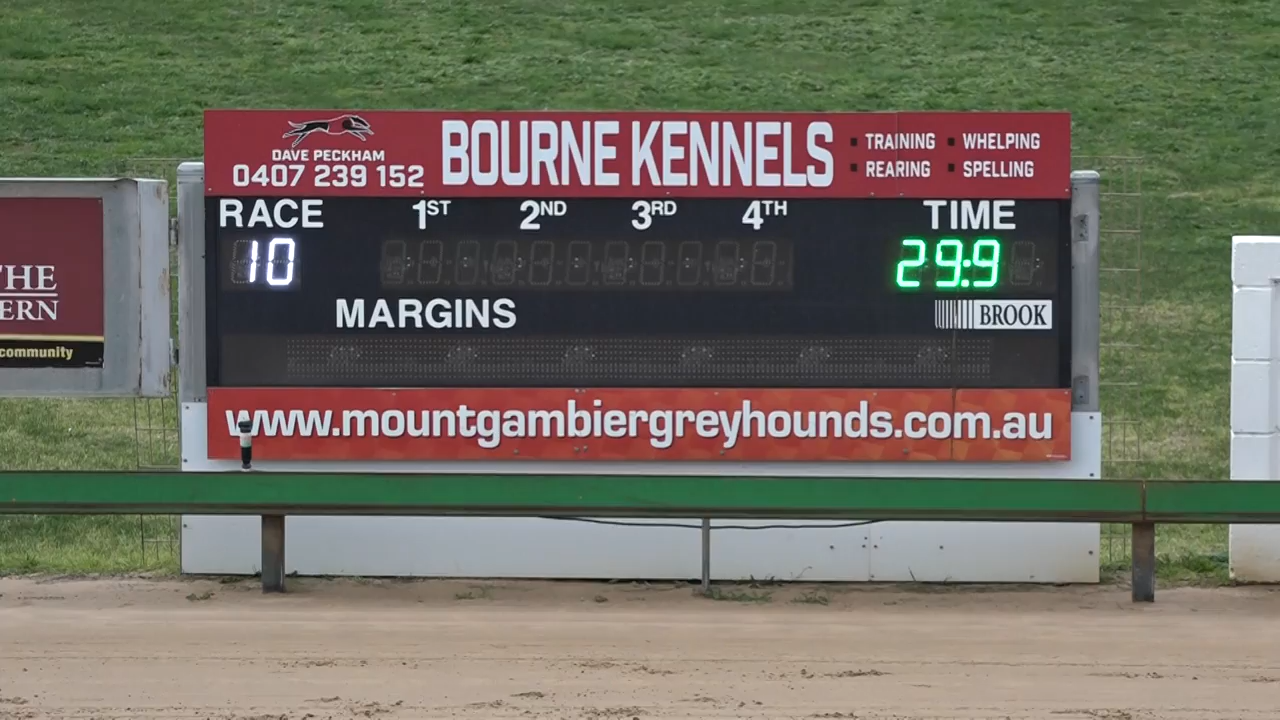 DAVE PECKHAM
0407 239 152
BOURNE KENNELS
TRAINING
WHELPING
REARING
SPELLING
RACE 1ST 2ND 3RD 4TH TIME
10 29:9
MARGINS
BROOK
www.mountgambiergreyhounds.com.au
THE
ERN
community